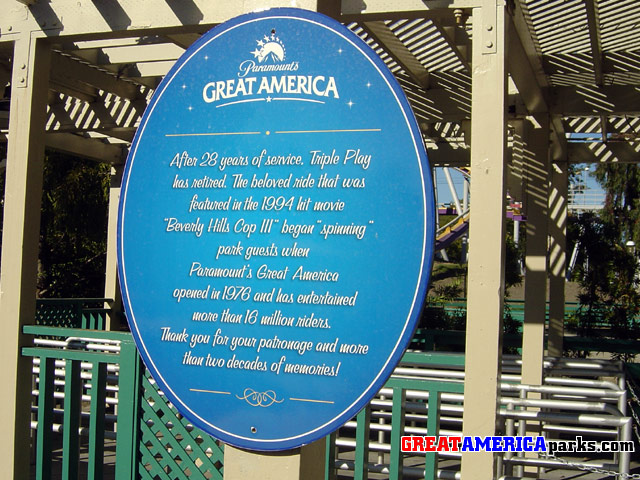 Paramount's
GREAT AMERICA
After 28 years of service, Triple Play
has retired. The beloved ride that was
featured in the 1994 hit movie
"Beverly Hills Cop III" began "spinning"
park guests when
Paramount's Great America
opened in 1976 and has entertained
more than 16 million riders.
Thank you for your patronage and more
than two decades of memories!
GREATAMERICAparks.com